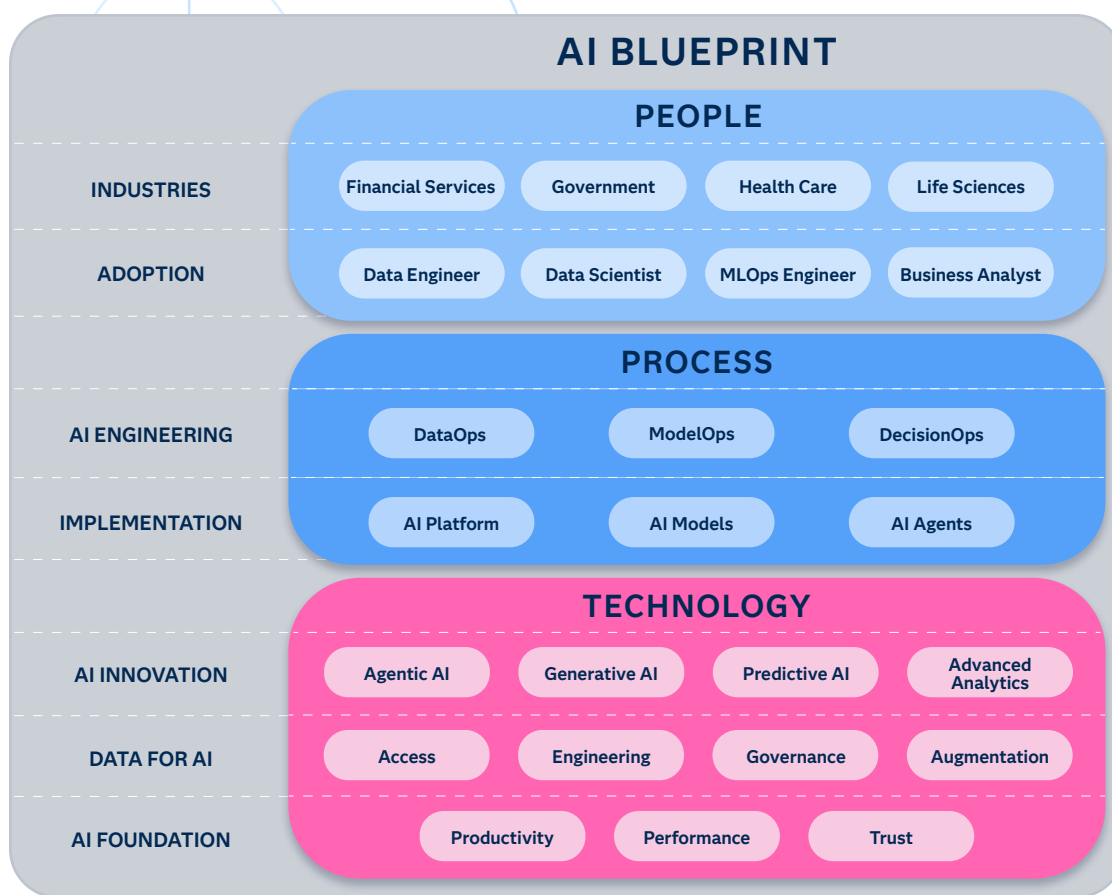 AI BLUEPRINT
PEOPLE
INDUSTRIES
Financial Services
Government
Health Care
Life Sciences
ADOPTION
Data Engineer
Data Scientist
MLOps Engineer
Business Analyst
PROCESS
AI ENGINEERING
DataOps
ModelOps
DecisionOps
IMPLEMENTATION
AI Platform
AI Models
AI Agents
TECHNOLOGY
AI INNOVATION
Agentic AI
Generative AI
Predictive AI
Advanced
Analytics
DATA FOR AI
Access
Engineering
Governance
Augmentation
AI FOUNDATION
Productivity
Performance
Trust